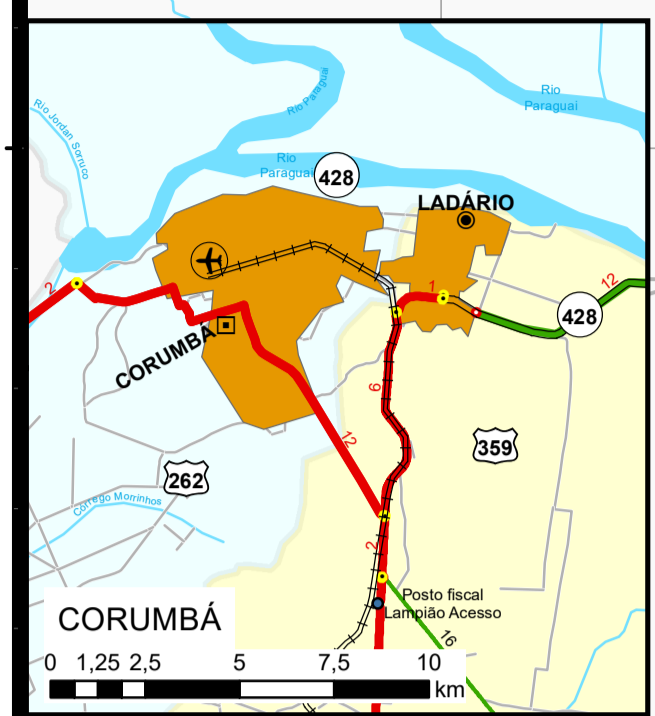 Rio Jordan Sorruco
Rio Paraguai
Rio
Paraguai
Rio
Paraguai
428
LADÁRIO
2
1
12
428
CORUMBÁ
6
12
359
262
Córrego Morrinhos
2
Posto fiscal
Lampião Acesso
16
CORUMBÁ
0 1,25 2,5 5 7,5 10
km